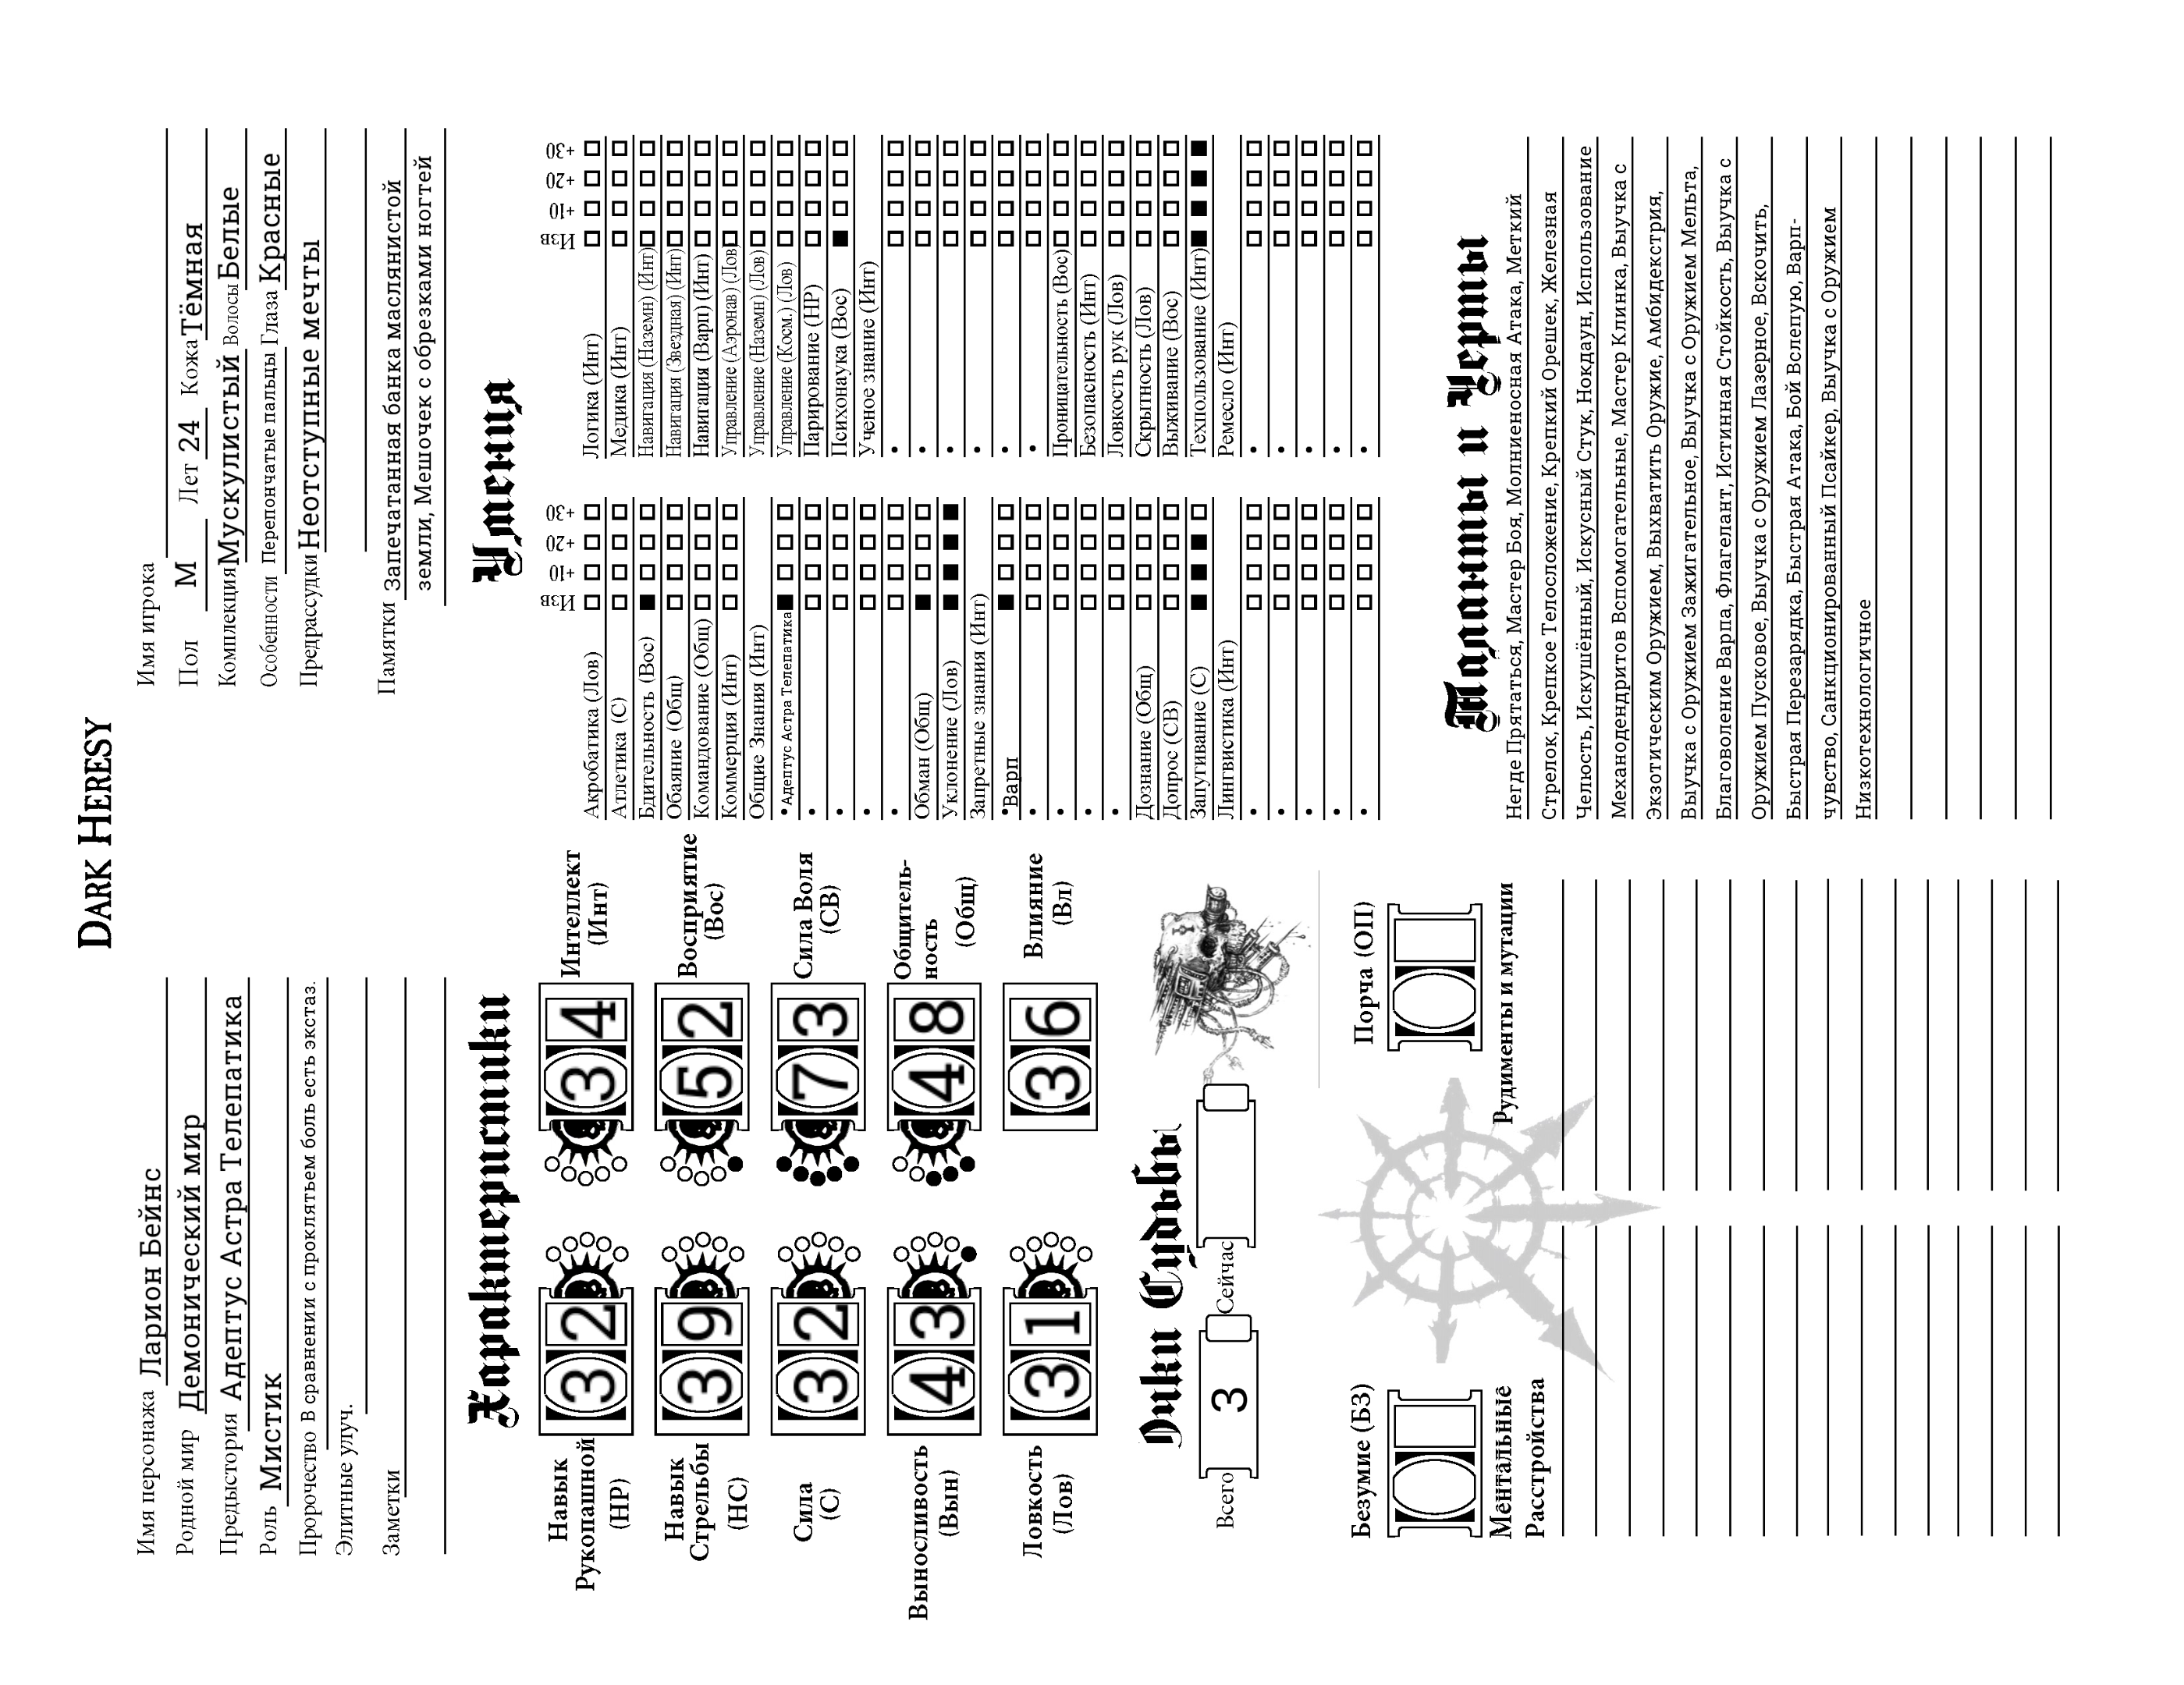 DARK HERESY
Имя персонажа Ларион Бейнс
Родной мир Демонический мир
Предыстория Адептус Астра Телепатика
Роль Мистик
Пророчество В сравнении с проклятьем боль есть экстаз.
Элитные улуч.
Заметки
Имя игрока
Пол М Лет 24 Кожа Тёмная
Комплекция Мускулистый Волосы Белые
Особенности Перепончатые пальцы Глаза Красные
Предрассудки Неотступные мечты
Памятки Запечатанная банка маслянистой
земли, Мешочек с обрезками ногтей
Характеристики
Навык
Рукопашной
(НР)
32
Интеллект
(Инт)
34
Навык
Стрельбы
(НС)
39
Восприятие
(Вос)
52
Сила
(С)
32
Сила Воля
(СВ)
73
Выносливость
(Вын)
43
Общитель-
ность
(Общ)
48
Ловкость
(Лов)
31
Влияние
(Вл)
36
Очки Судьбы
Всего 3 Сейчас
Безумие (БЗ)
Порча (ОП)
Ментальные
Расстройства
Рудименты и мутации
Умения
Изв +10 +20 +30
Акробатика (Лов)
Атлетика (С)
Бдительность (Вос)
Обаяние (Общ)
Командование (Общ)
Коммерция (Инт)
Общие Знания (Инт)
• Адептус Астра Телепатика
•
•
•
•
Обман (Общ)
Уклонение (Лов)
Запретные знания (Инт)
• Варп
•
•
•
•
Дознание (Общ)
Допрос (СВ)
Запугивание (С)
Лингвистика (Инт)
•
•
•
•
•
Изв +10 +20 +30
Логика (Инт)
Медика (Инт)
Навигация (Наземн) (Инт)
Навигация (Звездная) (Инт)
Навигация (Варп) (Инт)
Управление (Аэронав) (Лов)
Управление (Наземн) (Лов)
Управление (Косм.) (Лов)
Парирование (НР)
Психонаука (Вос)
Ученое знание (Инт)
•
•
•
•
•
•
Проницательность (Вос)
Безопасность (Инт)
Ловкость рук (Лов)
Скрытность (Лов)
Выживание (Вос)
Техпользование (Инт)
Ремесло (Инт)
•
•
•
•
•
Таланты и Черты
Негде Прятаться, Мастер Боя, Молниеносная Атака, Меткий
Стрелок, Крепкое Телосложение, Крепкий Орешек, Железная
Челюсть, Искушённый, Искусный Стук, Нокдаун, Использование
Механодендритов Вспомогательные, Мастер Клинка, Выучка с
Экзотическим Оружием, Выхватить Оружие, Амбидекстрия,
Выучка с Оружием Зажигательное, Выучка с Оружием Мельта,
Благоволение Варпа, Флагелант, Истинная Стойкость, Выучка с
Оружием Пусковое, Выучка с Оружием Лазерное, Вскочить,
Быстрая Перезарядка, Быстрая Атака, Бой Вслепую, Варп-
чувство, Санкционированный Псайкер, Выучка с Оружием
Низкотехнологичное